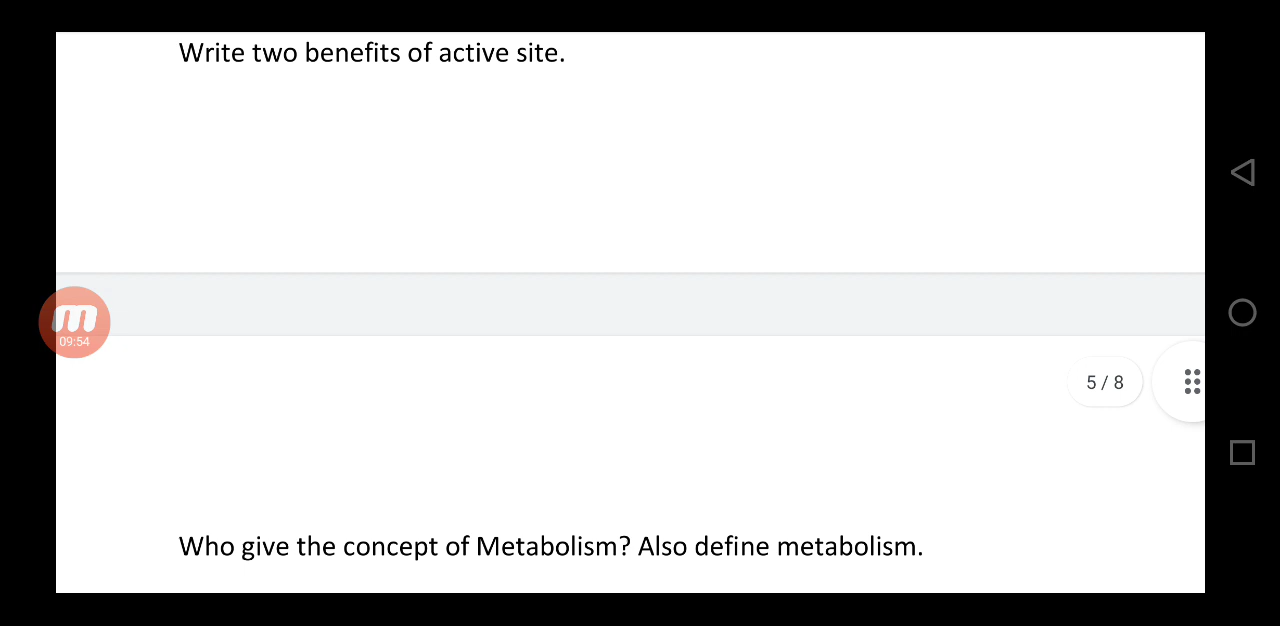 Write two benefits of active site.
m
09:54
5 / 8
Who give the concept of Metabolism? Also define metabolism.